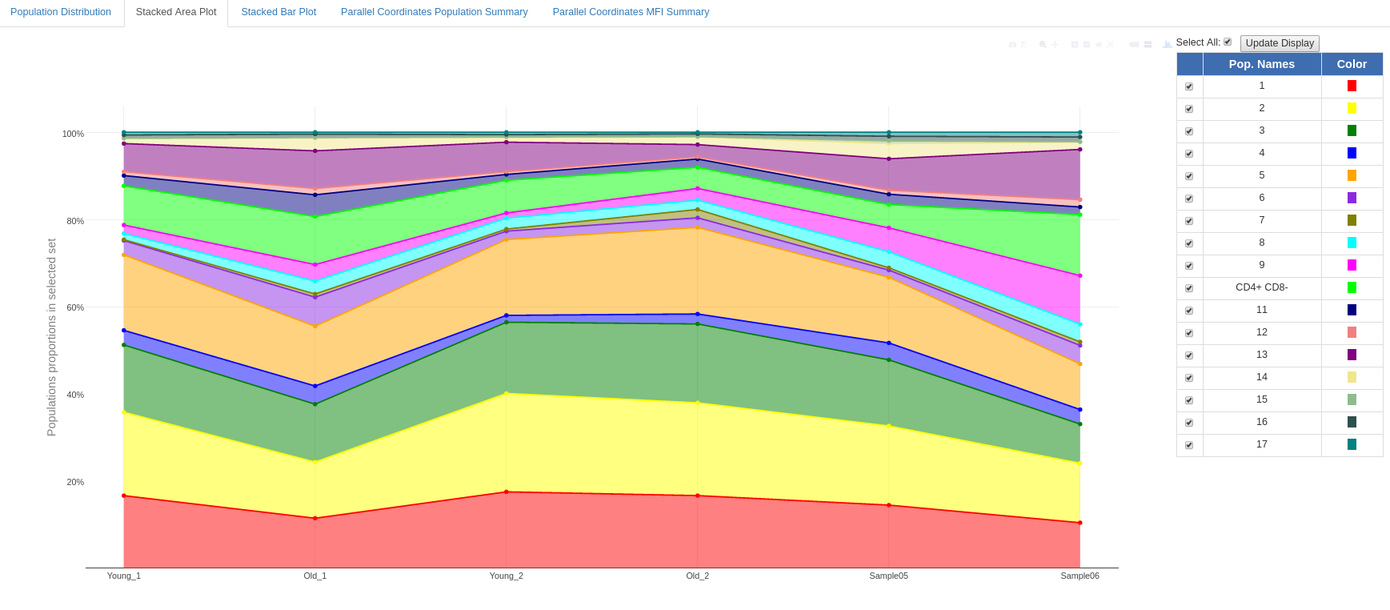 Population Distribution
Stacked Area Plot
Stacked Bar Plot
Parallel Coordinates Population Summary
Parallel Coordinates MFI Summary
Select All:
Update Display
Pop. Names Color
1
2
3
4
5
6
7
8
9
CD4+ CD8-
11
12
13
14
15
16
17
Populations proportions in selected set
100%
80%
60%
40%
20%
Young_1
Old_1
Young_2
Old_2
Sample05
Sample06